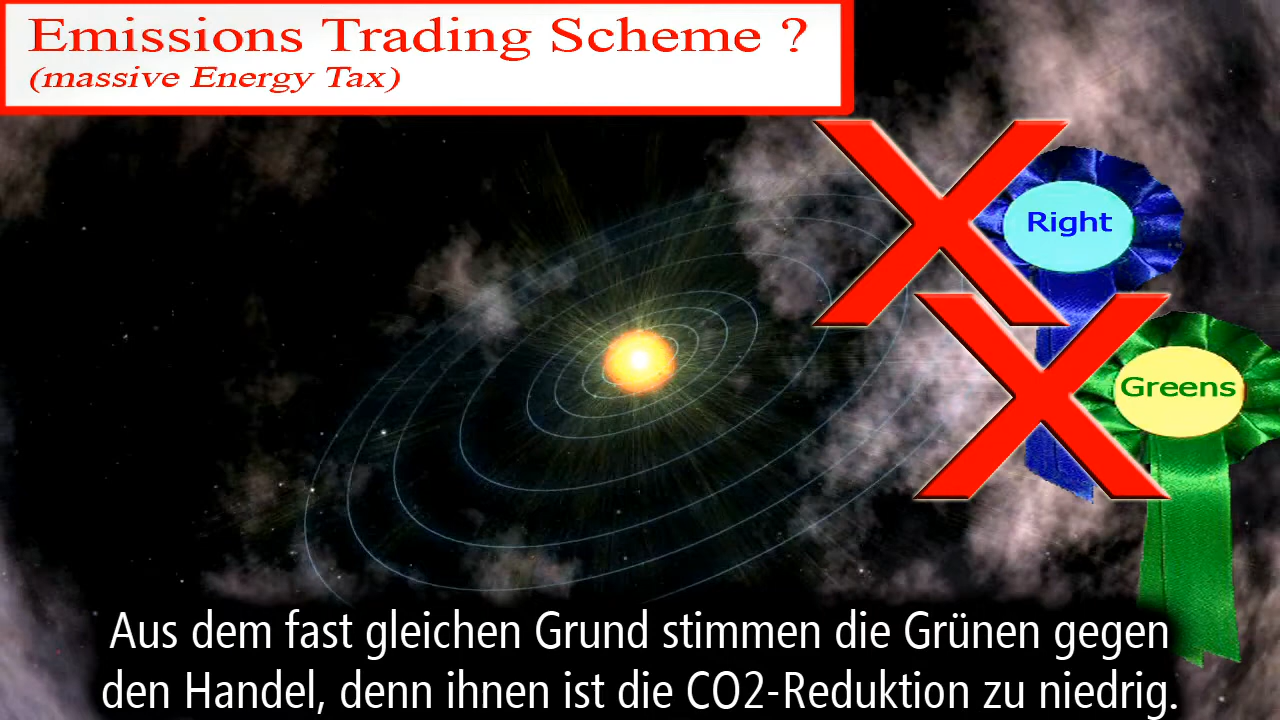 Emissions Trading Scheme ?
(massive Energy Tax)
Right
Greens
Aus dem fast gleichen Grund stimmen die Grünen gegen
den Handel, denn ihnen ist die CO2-Reduktion zu niedrig.